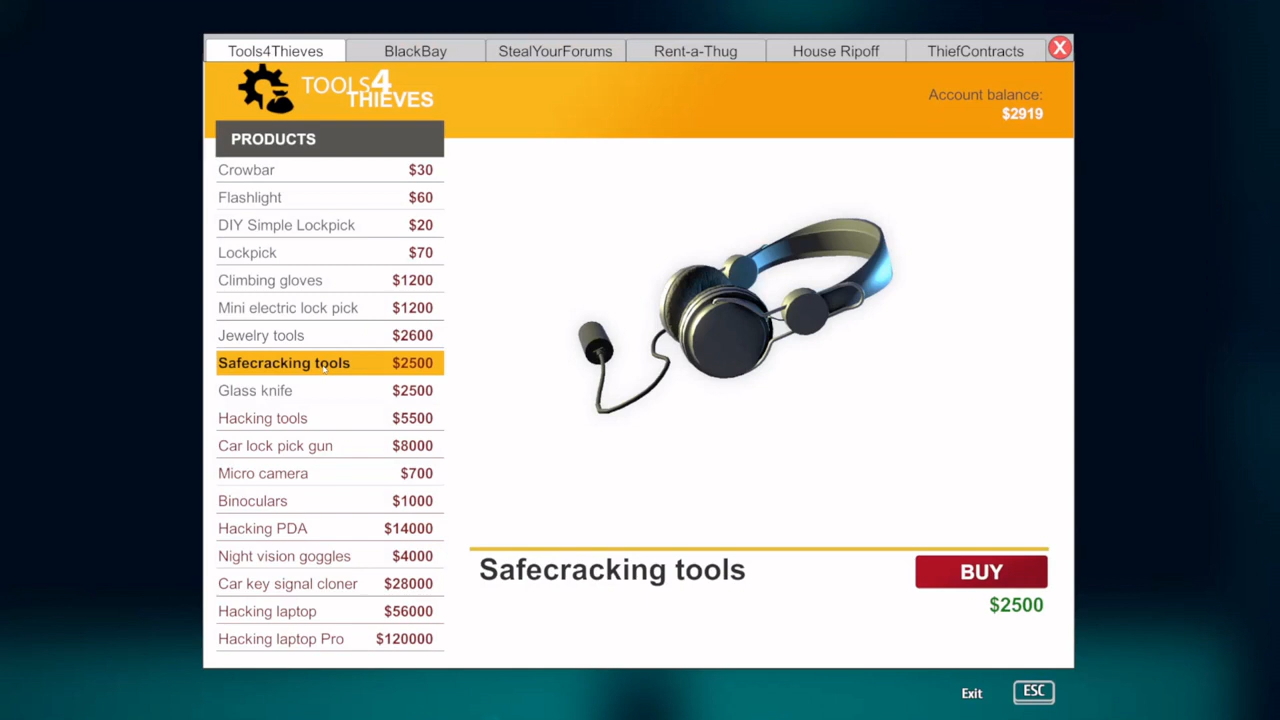 Tools4Thieves BlackBay StealYourForums Rent-a-Thug House Ripoff ThiefContracts X
TOOLS4
THIEVES
Account balance:
$2919
PRODUCTS
Crowbar $30
Flashlight $60
DIY Simple Lockpick $20
Lockpick $70
Climbing gloves $1200
Mini electric lock pick $1200
Jewelry tools $2600
Safecracking tools $2500
Glass knife $2500
Hacking tools $5500
Car lock pick gun $8000
Micro camera $700
Binoculars $1000
Hacking PDA $14000
Night vision goggles $4000
Car key signal cloner $28000
Hacking laptop $56000
Hacking laptop Pro $120000
Safecracking tools BUY
$2500
Exit ESC